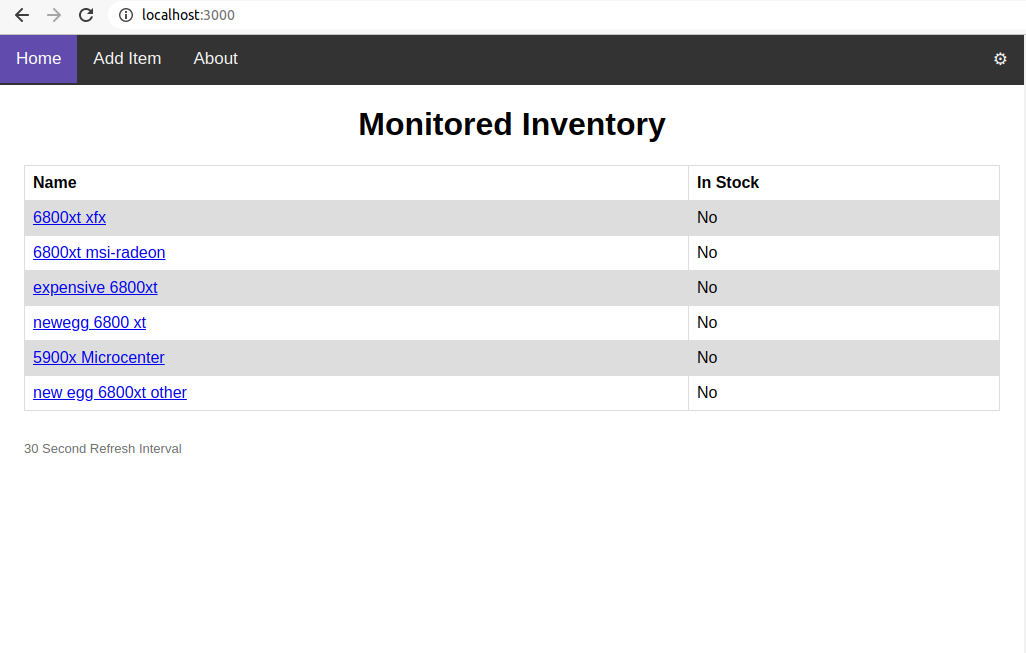 localhost:3000
Home Add Item About
Monitored Inventory
Name In Stock
6800xt xfx No
6800xt msi-radeon No
expensive 6800xt No
newegg 6800 xt No
5900x Microcenter No
new egg 6800xt other No
30 Second Refresh Interval